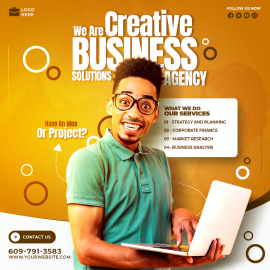 LOGO
HERE
FOLLOW US NOW
We Are Creative
BUSINESS
SOLUTIONS AGENCY
Have An Idea
Or Project?
WHAT WE DO
OUR SERVICES
01 - STRATEGY AND PLANNING
02 - CORPORATE FINANCE
03 - MARKET RESEARCH
04- BUSINESS ANALYSIS
CONTACT US
609-791-3583
WWW.YOURWEBSITE.COM